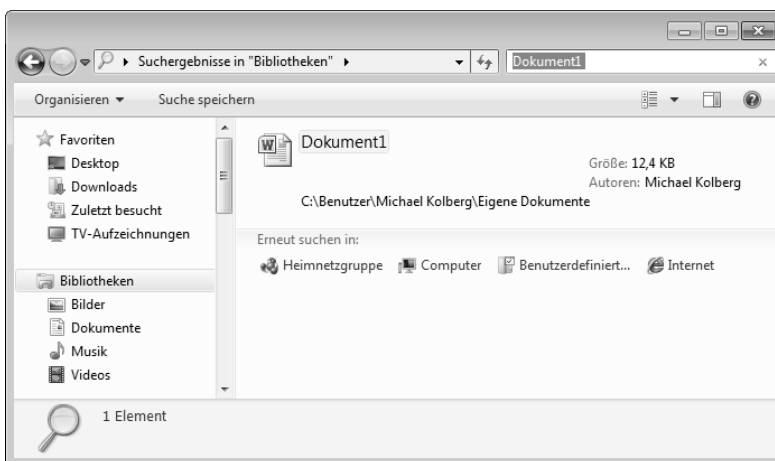 Suchergebnisse in "Bibliotheken"
Dokument1
Organisieren
Suche speichern
Favoriten
Desktop
Downloads
Zuletzt besucht
TV-Aufzeichnungen
Bibliotheken
Bilder
Dokumente
Musik
Videos
Dokument1
Größe: 12,4 KB
Autoren: Michael Kolberg
C:\Benutzer\Michael Kolberg\Eigene Dokumente
Erneut suchen in:
Heimnetzgruppe Computer Benutzerdefiniert... Internet
1 Element